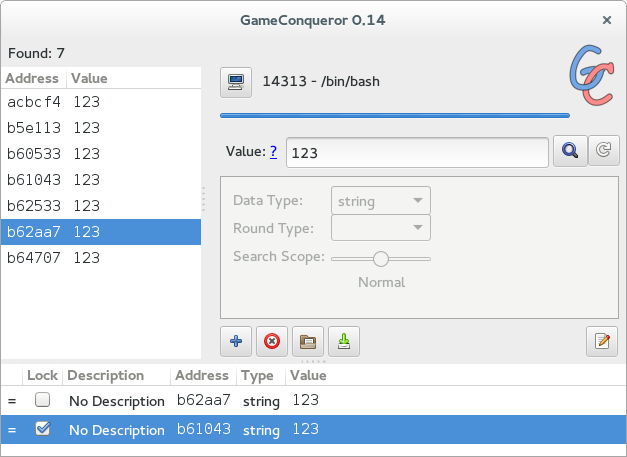 GameConqueror 0.14
Found: 7
Address Value
acbcf4 123
b5e113 123
b60533 123
b61043 123
b62533 123
b62aa7 123
b64707 123
14313 - /bin/bash
Value: ? 123
Data Type: string
Round Type:
Search Scope:
Normal
Lock Description Address Type Value
= No Description b62aa7 string 123
= No Description b61043 string 123